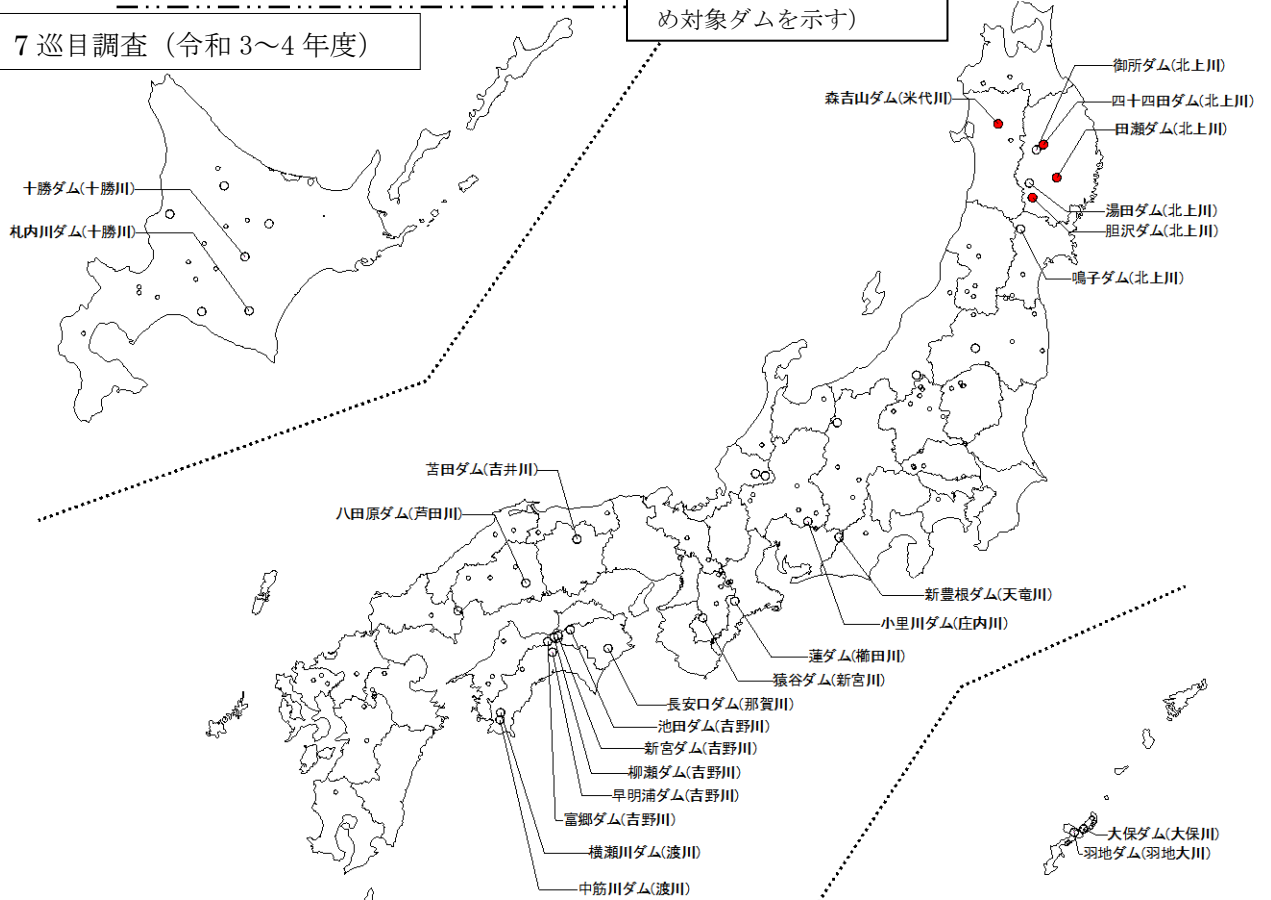 め対象ダムを示す）
7 巡目調査（令和 3～4 年度）
御所ダム(北上川)
森吉山ダム(米代川)
四十四田ダム(北上川)
田瀬ダム(北上川)
十勝ダム(十勝川)
湯田ダム(北上川)
札内川ダム(十勝川)
胆沢ダム(北上川)
鳴子ダム(北上川)
苫田ダム(吉井川)
八田原ダム(芦田川)
新豊根ダム(天竜川)
小里川ダム(庄内川)
蓮ダム(櫛田川)
猿谷ダム(新宮川)
長安口ダム(那賀川)
池田ダム(吉野川)
新宮ダム(吉野川)
柳瀬ダム(吉野川)
早明浦ダム(吉野川)
富郷ダム(吉野川)
大保ダム(大保川)
横瀬川ダム(渡川)
羽地ダム(羽地大川)
中筋川ダム(渡川)